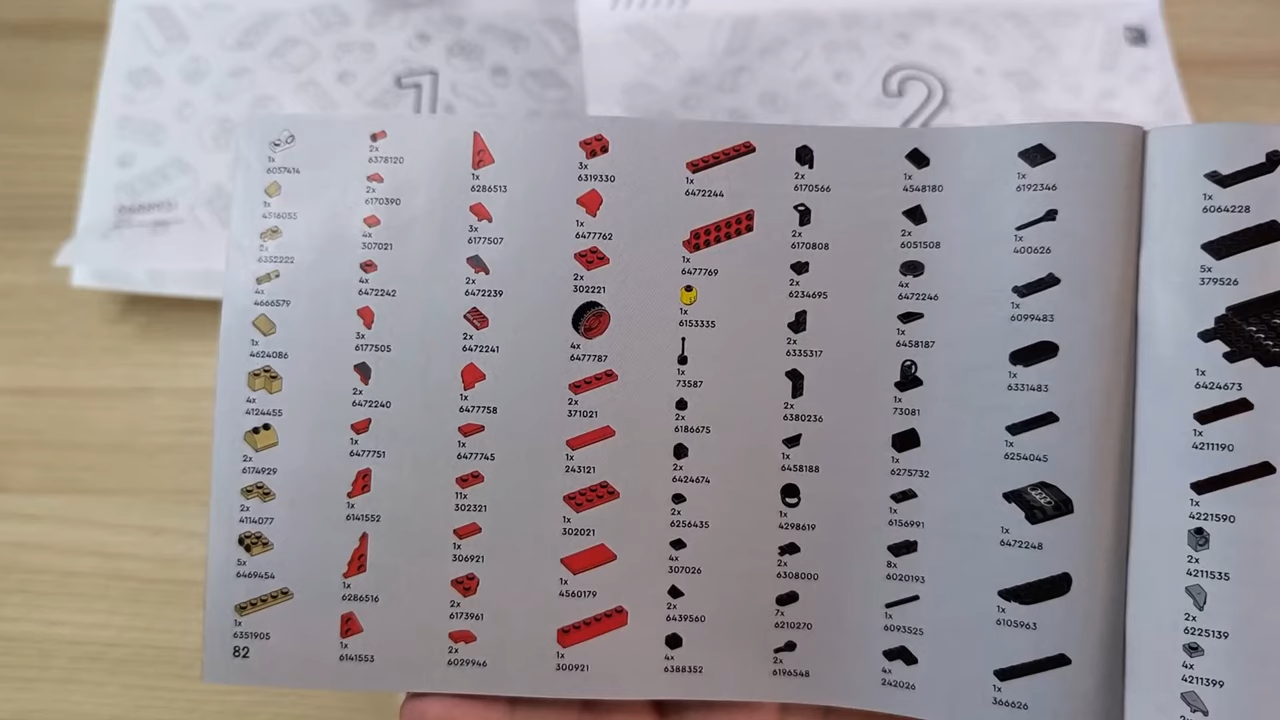 1
2
1x
6057414
1x
4516055
2x
6352222
4x
4666579
1x
4624086
4x
4124455
2x
6174929
2x
4114077
5x
6469454
1x
6351905
82
2x
6378120
2x
6170390
4x
307021
4x
6472242
3x
6177505
2x
6472240
1x
6477751
1x
6141552
1x
6286516
1x
6141553
1x
6286513
3x
6177507
2x
6472239
2x
6472241
1x
6477758
1x
6477745
11x
302321
1x
306921
2x
6173961
2x
6029946
3x
6319330
1x
6477762
2x
302221
4x
6477787
2x
371021
1x
243121
1x
302021
1x
4560179
1x
300921
1x
6472244
1x
6477769
1x
6153335
1x
73587
2x
6186675
2x
6424674
2x
6256435
4x
307026
2x
6439560
4x
6388352
2x
6170566
2x
6170808
2x
6234695
2x
6335317
2x
6380236
1x
6458188
1x
4298619
2x
6308000
7x
6210270
2x
6196548
1x
4548180
2x
6051508
4x
6472246
1x
6458187
1x
73081
1x
6275732
1x
6156991
8x
6020193
1x
6093525
4x
242026
1x
6192346
1x
400626
1x
6099483
1x
6331483
1x
6254045
1x
6472248
1x
6105963
1x
366626
1x
6064228
5x
379526
1x
6424673
1x
4211190
1x
4221590
2x
4211535
2x
6225139
4x
4211399